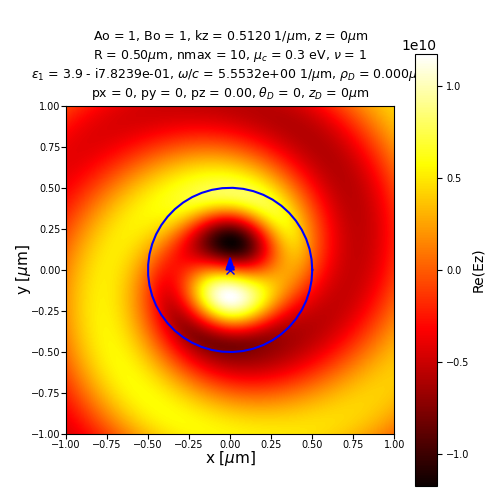 Ao = 1, Bo = 1, kz = 0.5120 1/μm, z = 0μm
R = 0.50μm, nmax = 10, μc = 0.3 eV, ν = 1
ε1 = 3.9 - i7.8239e-01, ω/c = 5.5532e+00 1/μm, ρD = 0.000μ
px = 0, py = 0, pz = 0.00, θD = 0, zD = 0μm
1e10
1.00
0.75
0.50
0.25
0.00
−0.25
−0.50
−0.75
−1.00
y [μm]
−1.00 −0.75 −0.50 −0.25 0.00 0.25 0.50 0.75 1.00
x [μm]
1.0
0.5
0.0
−0.5
−1.0
Re(Ez)